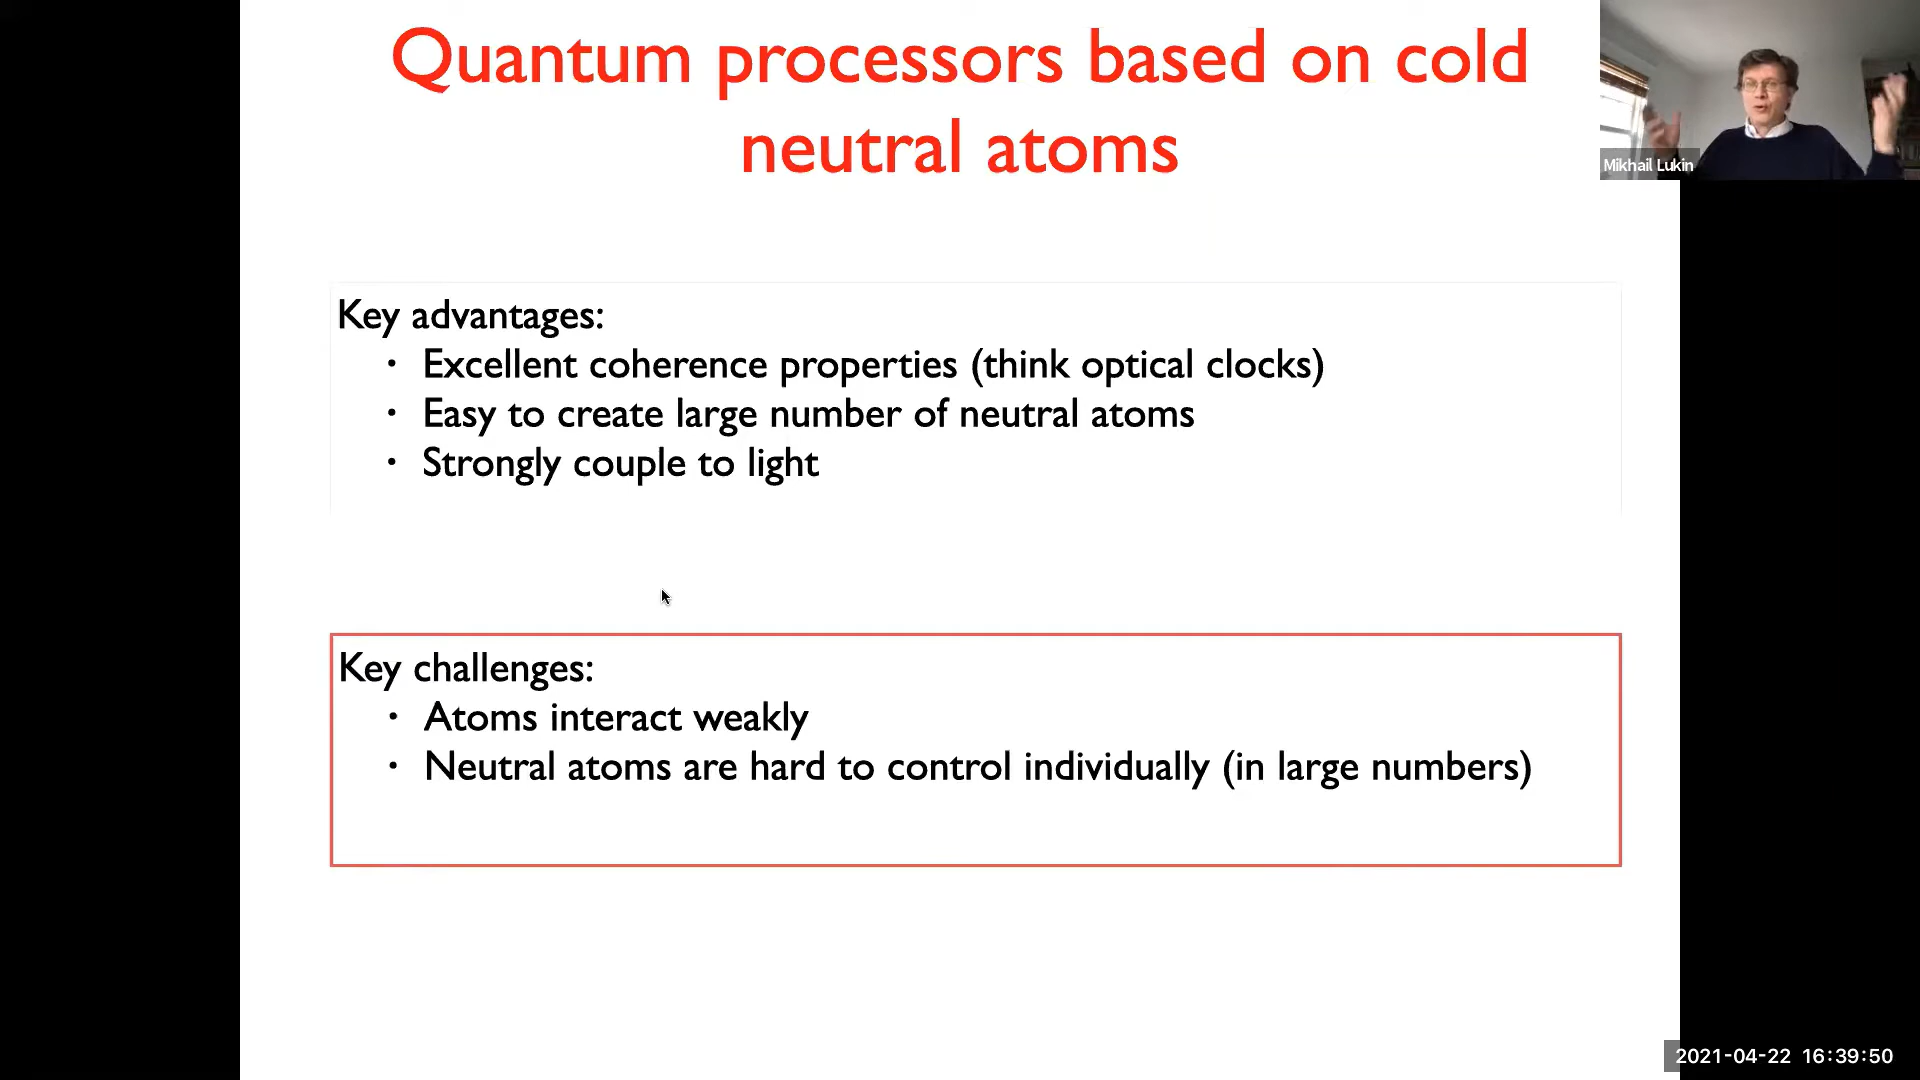 Quantum processors based on cold
neutral atoms
Mikhail Lukin
Key advantages:
• Excellent coherence properties (think optical clocks)
• Easy to create large number of neutral atoms
• Strongly couple to light
Key challenges:
• Atoms interact weakly
• Neutral atoms are hard to control individually (in large numbers)
2021-04-22 16:39:50